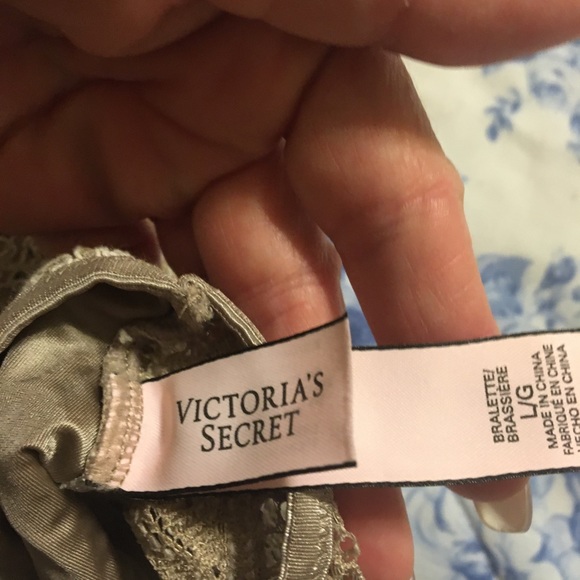 VICTORIA'S
SECRET
BRALETTE/
BRASSIÈRE
L/G
MADE IN CHINA
FABRIQUÉ EN CHINE
HECHO EN CHINA